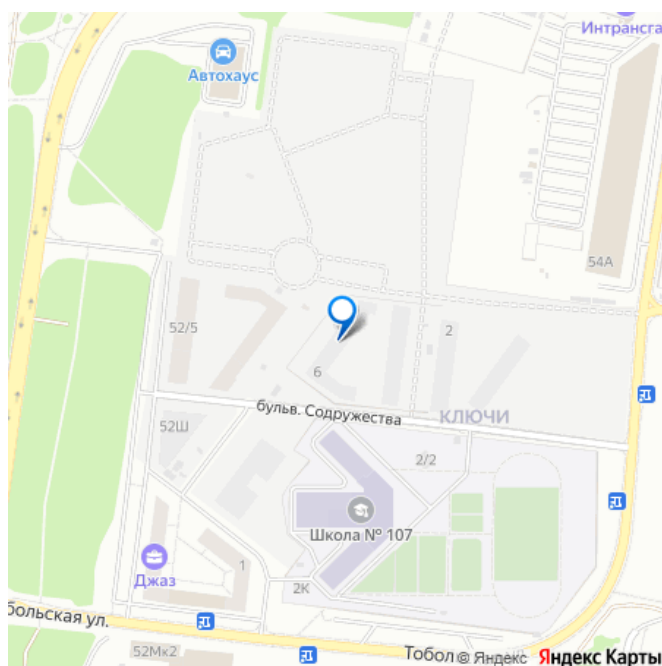 Интрансга
Автохаус
54А
52/5
2
6
бульв. Содружества
КЛЮЧИ
52Ш
2/2
Школа № 107
Джаз
1
2К
больская ул.
52Мк2
Тобол
© Яндекс Яндекс Карты